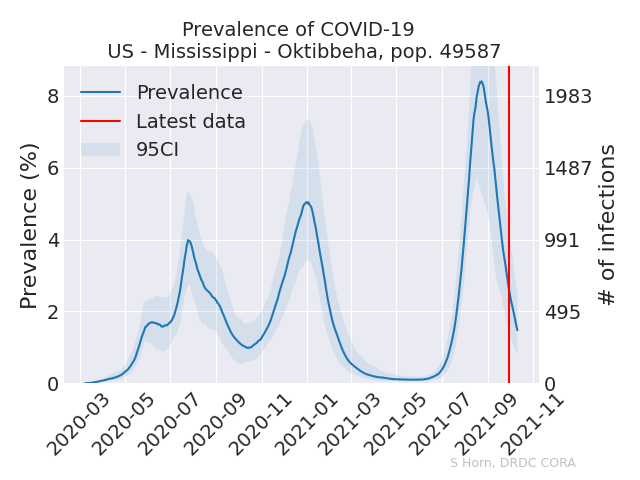 Prevalence of COVID-19
US - Mississippi - Oktibbeha, pop. 49587
Prevalence
Latest data
95CI
Prevalence (%)
8
6
4
2
0
1983
1487
991
495
0
# of infections
2020-03
2020-05
2020-07
2020-09
2020-11
2021-01
2021-03
2021-05
2021-07
2021-09
2021-11
S Horn, DRDC CORA